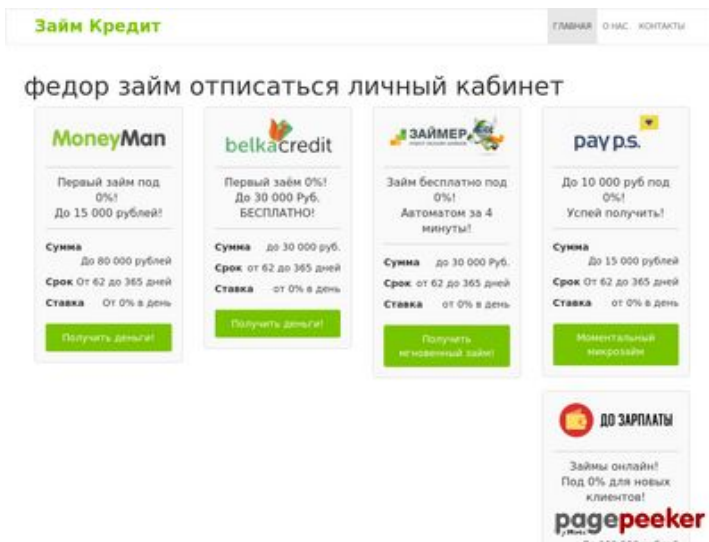 Займ Кредит
ГЛАВНАЯ О НАС КОНТАКТЫ
федор займ отписаться личный кабинет
MoneyMan
Первый займ под
0%!
До 15 000 рублей!
Сумма
До 80 000 рублей
Срок От 62 до 365 дней
Ставка От 0% в день
Получить деньги!
belkacredit
Первый заём 0%!
До 30 000 Руб.
БЕСПЛАТНО!
Сумма до 30 000 руб.
Срок от 62 до 365 дней
Ставка от 0% в день
Получить деньги!
ЗАЙМЕР
Займ бесплатно под
0%!
Автоматом за 4
минуты!
Сумма до 30 000 Руб.
Срок от 62 до 365 дней
Ставка от 0% в день
Получить
мгновенный займ!
pay p.s.
До 10 000 руб под
0%!
Успей получить!
Сумма
До 15 000 рублей
Срок От 62 до 365 дней
Ставка от 0% в день
Моментальный
микрозайм
ДО ЗАРПЛАТЫ
Займы онлайн!
Под 0% для новых
клиентов!
pagepeeker